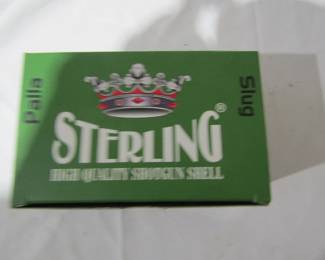 Palla
STERLING®
HIGH QUALITY SHOTGUN SHELL
Slug